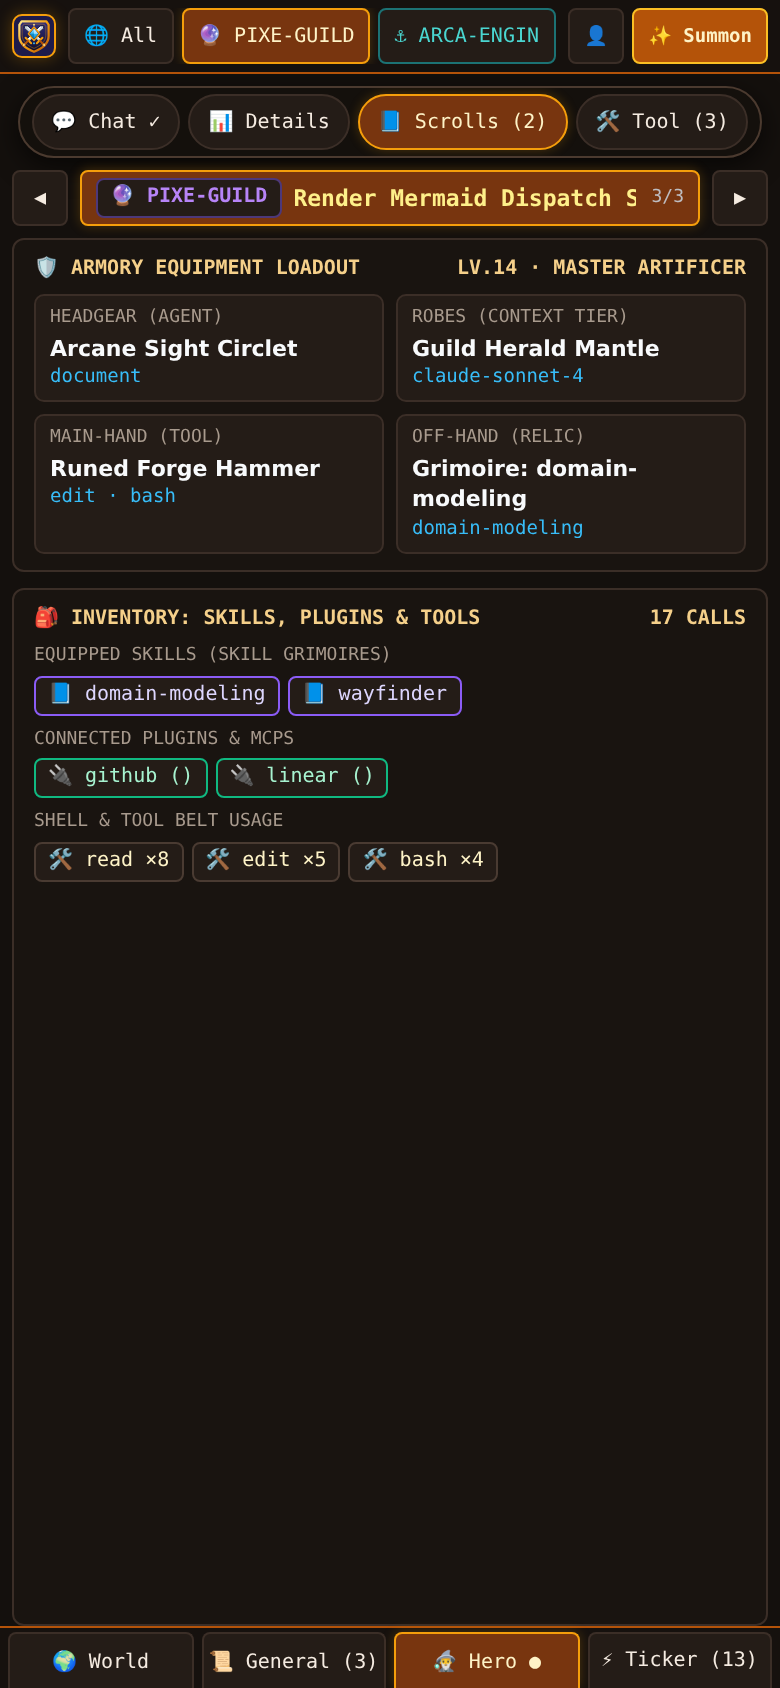 All
PIXE-GUILD
ARCA-ENGIN
Summon
Chat ✓
Details
Scrolls (2)
Tool (3)
◀
PIXE-GUILD
Render Mermaid Dispatch S
3/3
▶
ARMORY EQUIPMENT LOADOUT
LV.14 · MASTER ARTIFICER
HEADGEAR (AGENT)
Arcane Sight Circlet
document
ROBES (CONTEXT TIER)
Guild Herald Mantle
claude-sonnet-4
MAIN-HAND (TOOL)
Runed Forge Hammer
edit · bash
OFF-HAND (RELIC)
Grimoire: domain-
modeling
domain-modeling
INVENTORY: SKILLS, PLUGINS & TOOLS
17 CALLS
EQUIPPED SKILLS (SKILL GRIMOIRES)
domain-modeling
wayfinder
CONNECTED PLUGINS & MCPS
github ()
linear ()
SHELL & TOOL BELT USAGE
read ×8
edit ×5
bash ×4
World
General (3)
Hero ●
Ticker (13)